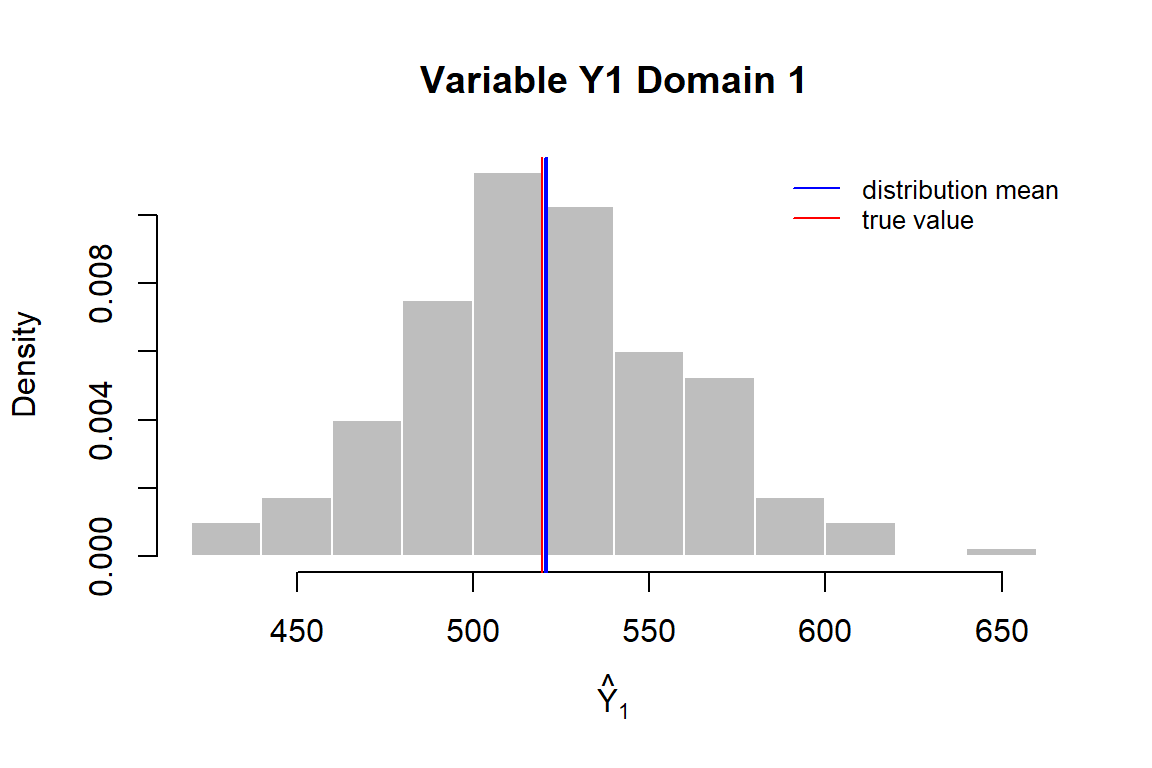 Variable Y1 Domain 1
distribution mean
true value
Density
0.008
0.004
0.000
450 500 550 600 650
Ŷ₁